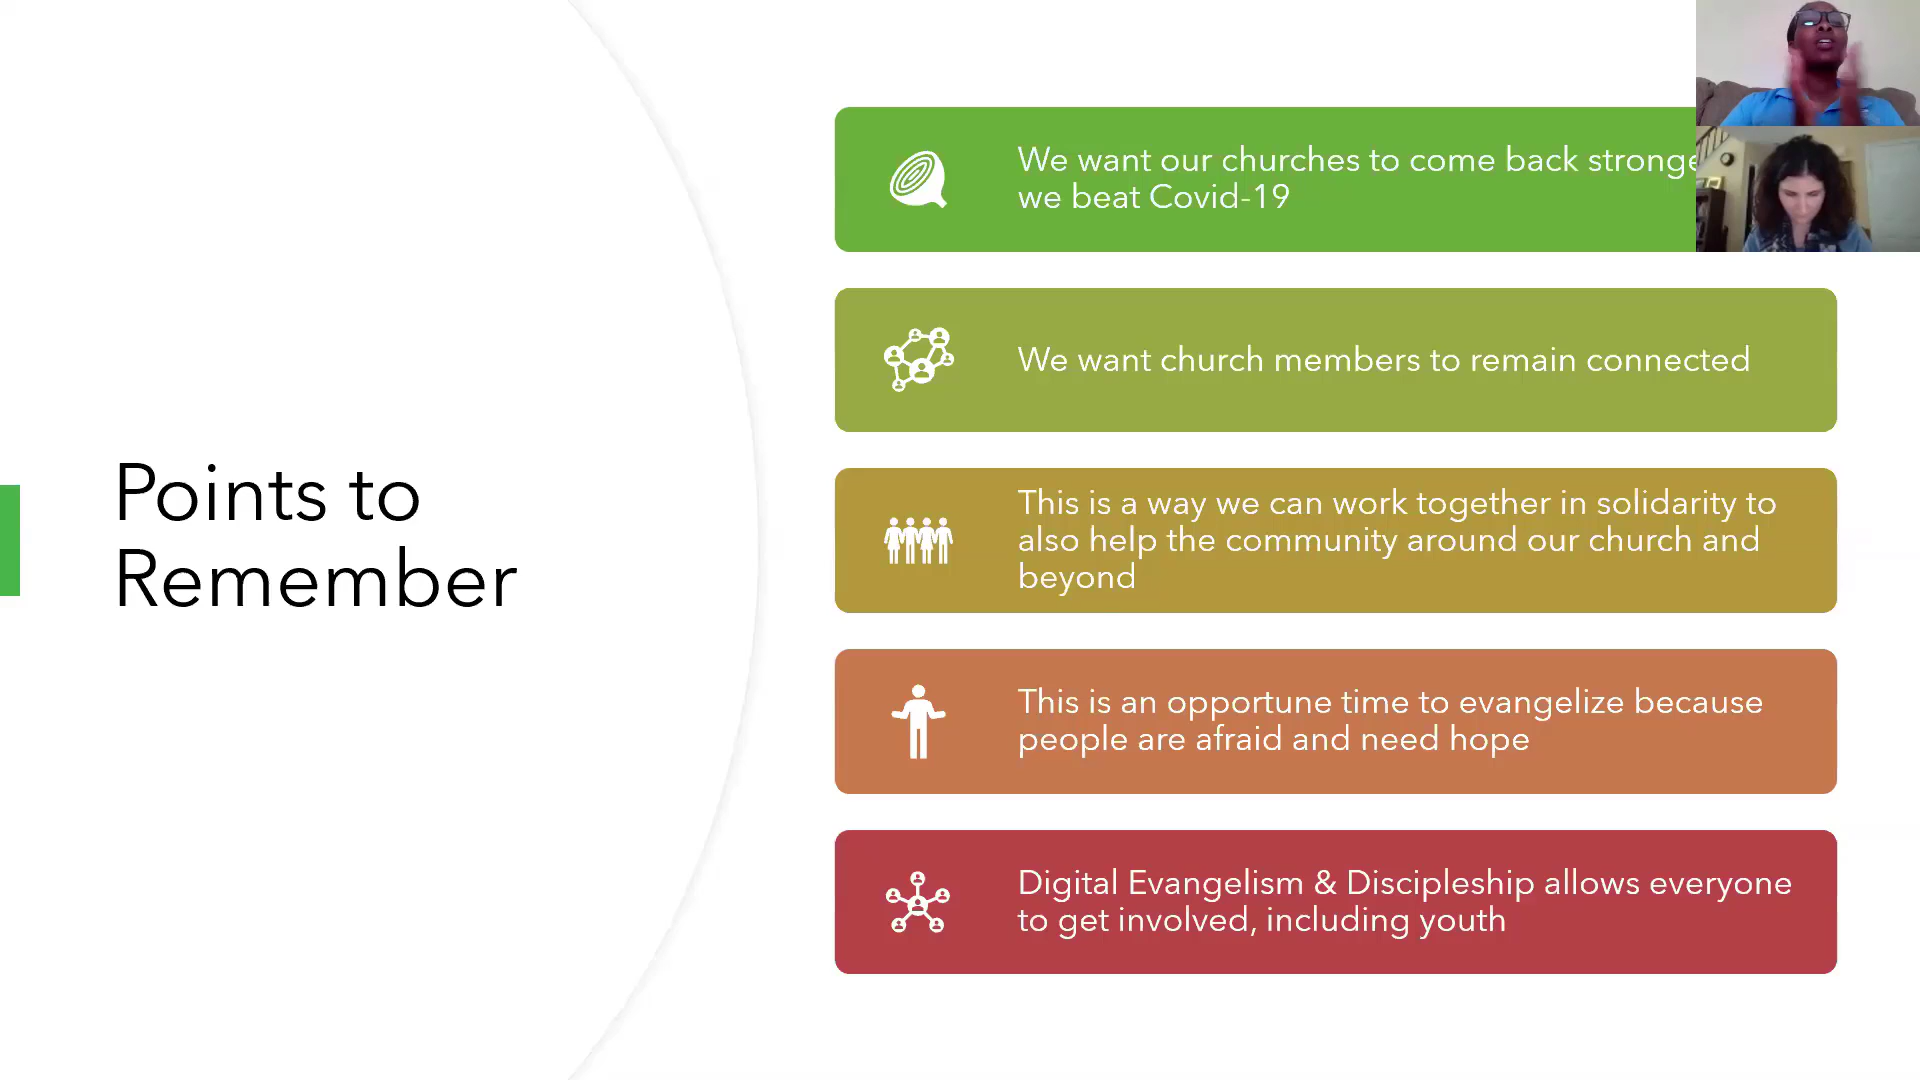 Points to
Remember
We want our churches to come back
we beat Covid-19
We want church members to remain connected
This is a way we can work together in solidarity to
also help the community around our church and
beyond
This is an opportune time to evangelize because
people are afraid and need hope
Digital Evangelism & Discipleship allows everyone
to get involved, including youth